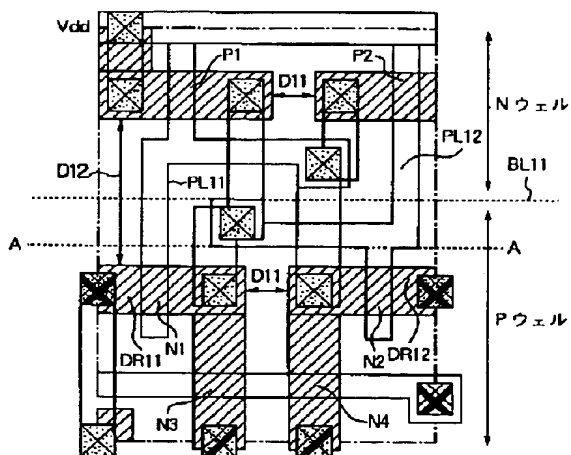 Vdd
P1
P2
D11
Nウェル
D12
PL12
PL11
BL11
A
A
D11
N1
DR11
N2
DR12
Pウェル
N3
N4